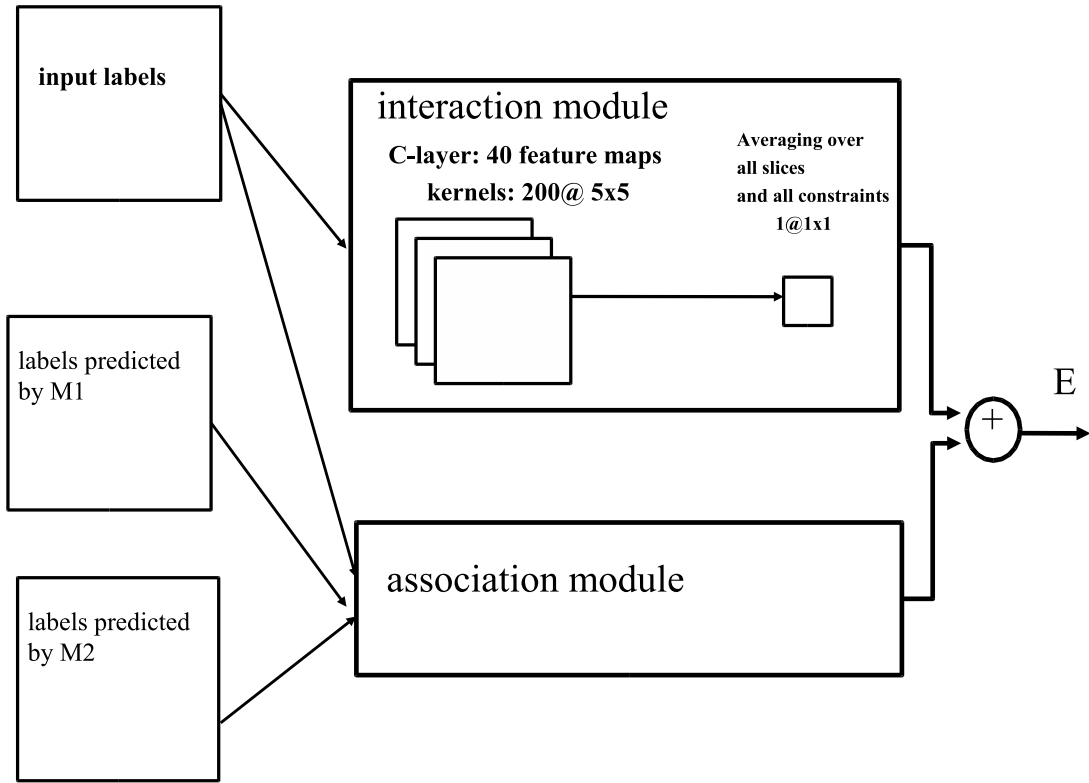 input labels
interaction module
C-layer: 40 feature maps
kernels: 200@ 5x5
Averaging over
all slices
and all constraints
1@1x1
labels predicted
by M1
+
E
association module
labels predicted
by M2